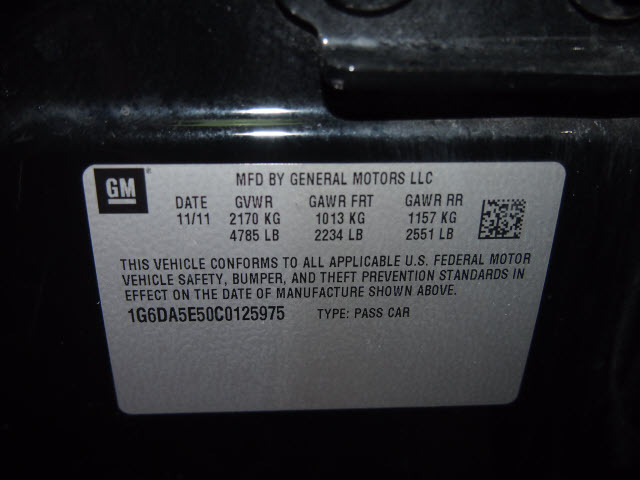 GM
MFD BY GENERAL MOTORS LLC
DATE GVWR GAWR FRT GAWR RR
11/11 2170 KG 1013 KG 1157 KG
4785 LB 2234 LB 2551 LB
THIS VEHICLE CONFORMS TO ALL APPLICABLE U.S. FEDERAL MOTOR
VEHICLE SAFETY, BUMPER, AND THEFT PREVENTION STANDARDS IN
EFFECT ON THE DATE OF MANUFACTURE SHOWN ABOVE.
1G6DA5E50C0125975 TYPE: PASS CAR